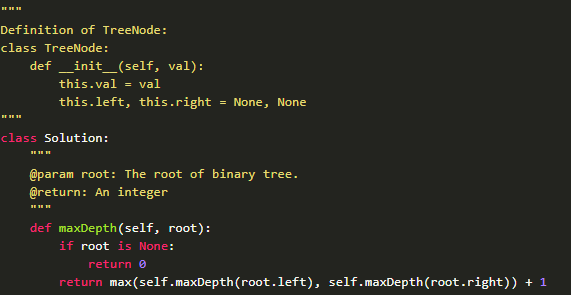 """
Definition of TreeNode:
class TreeNode:
    def __init__(self, val):
        this.val = val
        this.left, this.right = None, None
"""
class Solution:
    """
    @param root: The root of binary tree.
    @return: An integer
    """
    def maxDepth(self, root):
        if root is None:
            return 0
        return max(self.maxDepth(root.left), self.maxDepth(root.right)) + 1